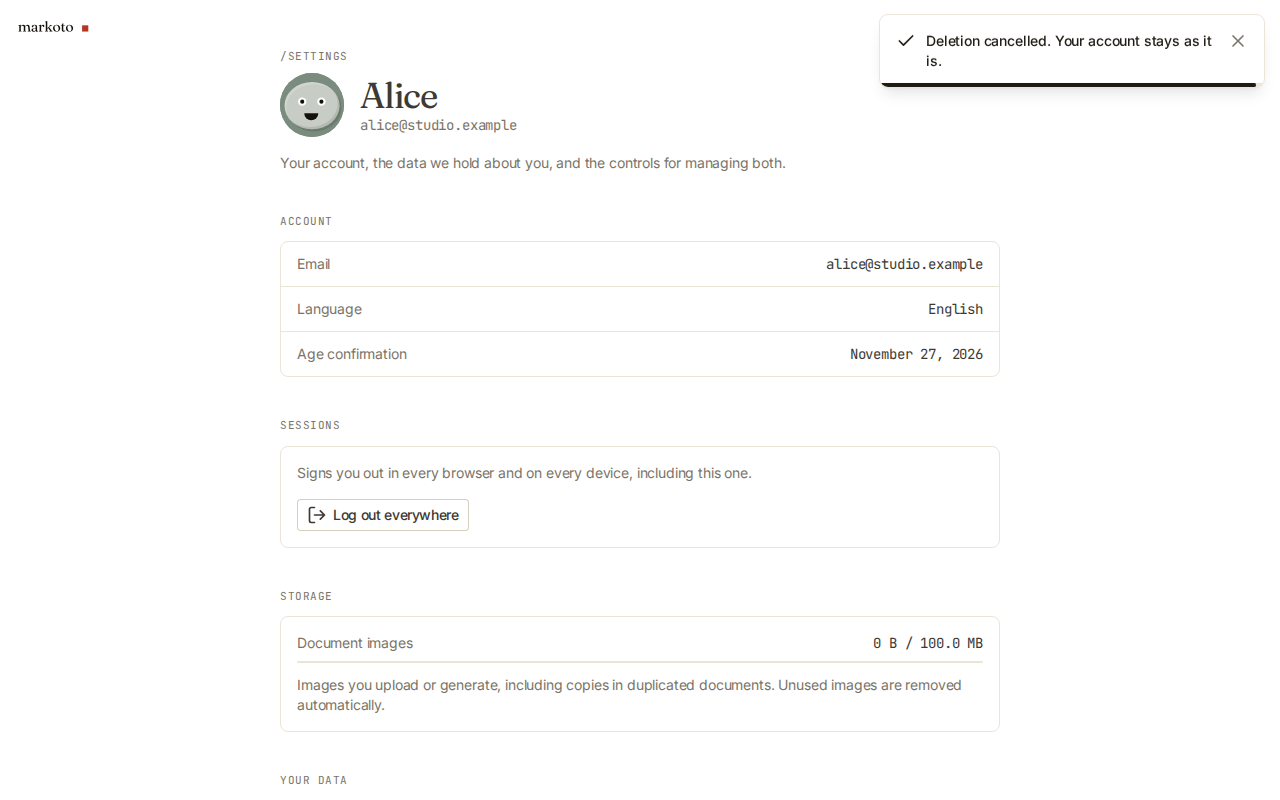 markoto
Deletion cancelled. Your account stays as it
is.
/SETTINGS
Alice
alice@studio.example
Your account, the data we hold about you, and the controls for managing both.
ACCOUNT
Email alice@studio.example
Language English
Age confirmation November 27, 2026
SESSIONS
Signs you out in every browser and on every device, including this one.
Log out everywhere
STORAGE
Document images 0 B / 100.0 MB
Images you upload or generate, including copies in duplicated documents. Unused images are removed
automatically.
YOUR DATA